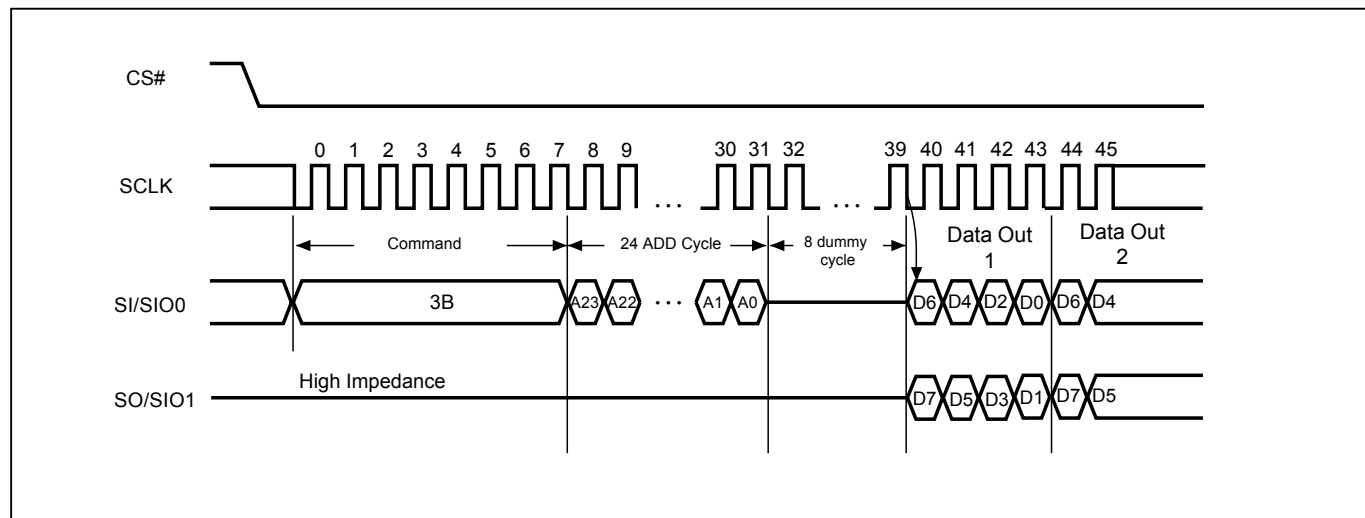 CS#
0 1 2 3 4 5 6 7 8 9 30 31 32 39 40 41 42 43 44 45
SCLK
... ...
Command 24 ADD Cycle 8 dummy cycle Data Out 1 Data Out 2
SI/SIO0 3B A23 A22 ... A1 A0 D6 D4 D2 D0 D6 D4
High Impedance
SO/SIO1 D7 D5 D3 D1 D7 D5